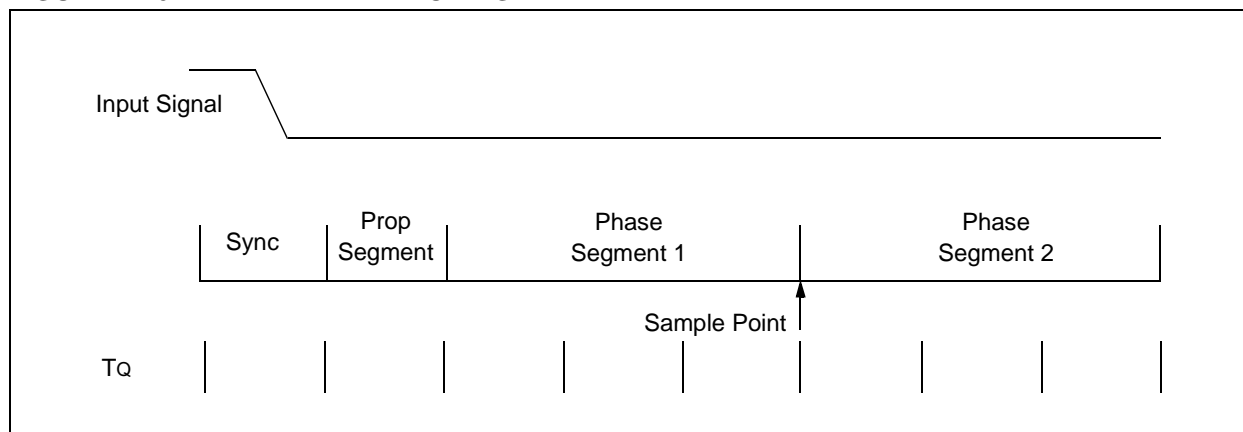 Input Signal
Sync
Prop
Segment
Phase
Segment 1
Phase
Segment 2
Sample Point
TQ